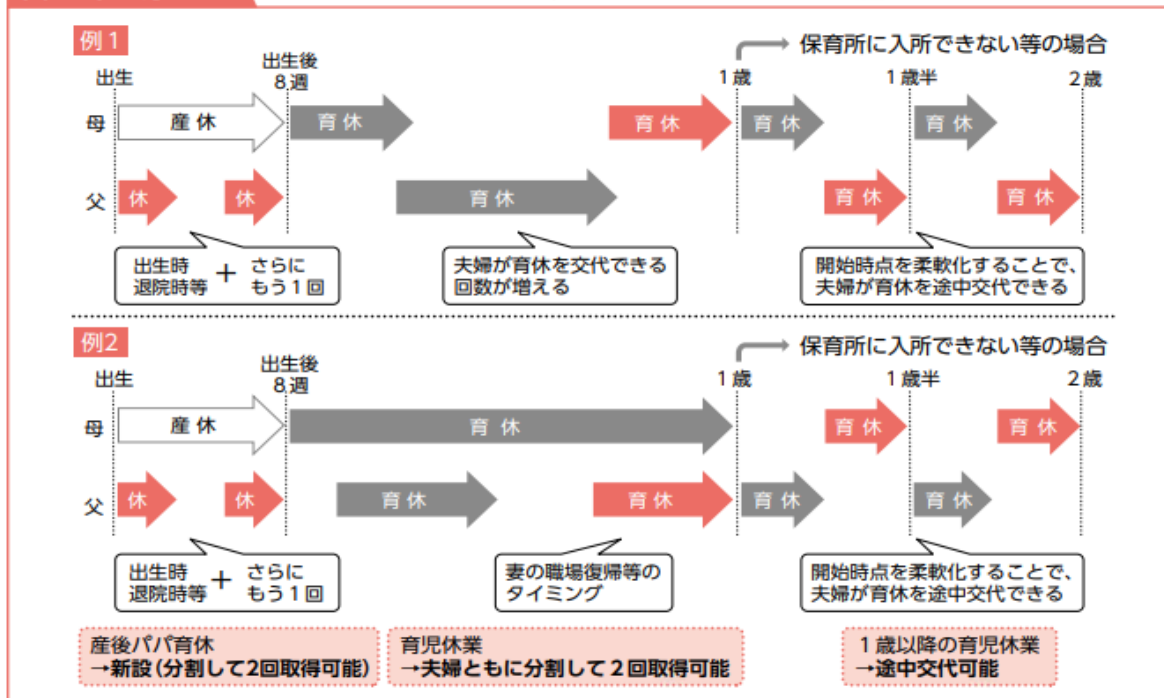 例1
保育所に入所できない等の場合
出生
出生後
8週
1歳
1歳半
2歳
母
産休
育休
育休
育休
育休
父
休
休
育休
育休
育休
出生時
退院時等
+
さらに
もう1回
夫婦が育休を交代できる
回数が増える
開始時点を柔軟化することで、
夫婦が育休を途中交代できる
例2
保育所に入所できない等の場合
出生
出生後
8週
1歳
1歳半
2歳
母
産休
育休
育休
育休
父
休
休
育休
育休
育休
育休
出生時
退院時等
+
さらに
もう1回
妻の職場復帰等の
タイミング
開始時点を柔軟化することで、
夫婦が育休を途中交代できる
産後パパ育休
→新設(分割して2回取得可能)
育児休業
→夫婦ともに分割して2回取得可能
1歳以降の育児休業
→途中交代可能